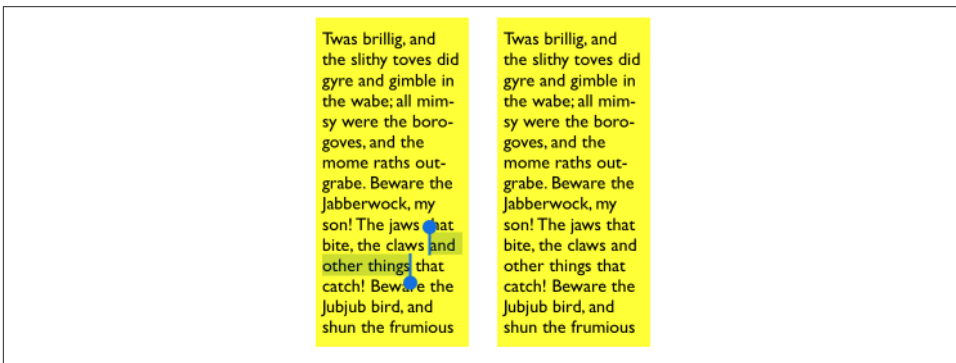 Twas brillig, and
the slithy toves did
gyre and gimble in
the wabe; all mim-
sy were the boro-
goves, and the
mome raths out-
grabe. Beware the
Jabberwock, my
son! The jaws that
bite, the claws and
other things that
catch! Beware the
Jubjub bird, and
shun the frumious
Twas brillig, and
the slithy toves did
gyre and gimble in
the wabe; all mim-
sy were the boro-
goves, and the
mome raths out-
grabe. Beware the
Jabberwock, my
son! The jaws that
bite, the claws and
other things that
catch! Beware the
Jubjub bird, and
shun the frumious